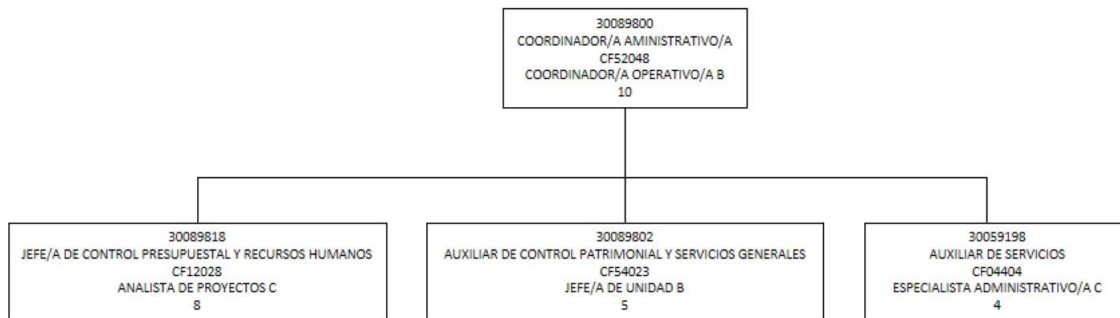 30089800
COORDINADOR/A AMINISTRATIVO/A
CF52048
COORDINADOR/A OPERATIVO/A B
10
30089818
JEFE/A DE CONTROL PRESUPUESTAL Y RECURSOS HUMANOS
CF12028
ANALISTA DE PROYECTOS C
8
30089802
AUXILIAR DE CONTROL PATRIMONIAL Y SERVICIOS GENERALES
CF54023
JEFE/A DE UNIDAD B
5
30059198
AUXILIAR DE SERVICIOS
CF04404
ESPECIALISTA ADMINISTRATIVO/A C
4